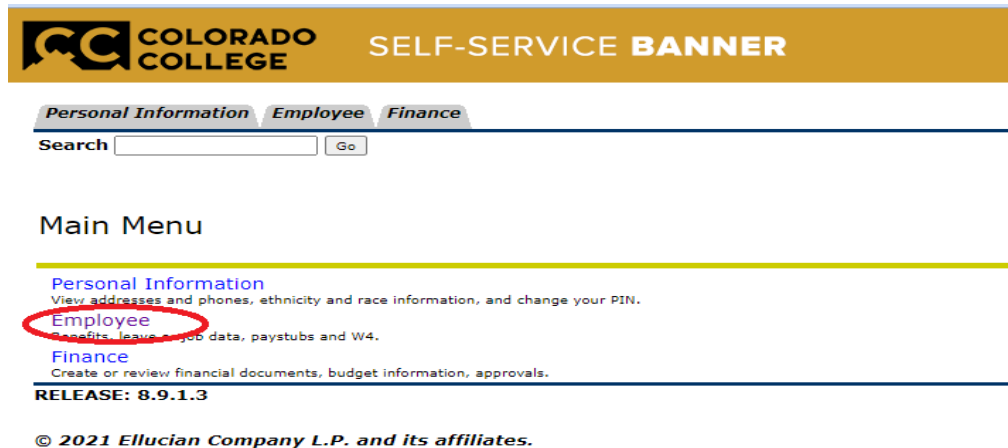 CC COLORADO COLLEGE SELF-SERVICE BANNER
Personal Information Employee Finance
Search Go
Main Menu
Personal Information
View addresses and phones, ethnicity and race information, and change your PIN.
Employee
Benefits, leave or job data, paystubs and W4.
Finance
Create or review financial documents, budget information, approvals.
RELEASE: 8.9.1.3
© 2021 Ellucian Company L.P. and its affiliates.